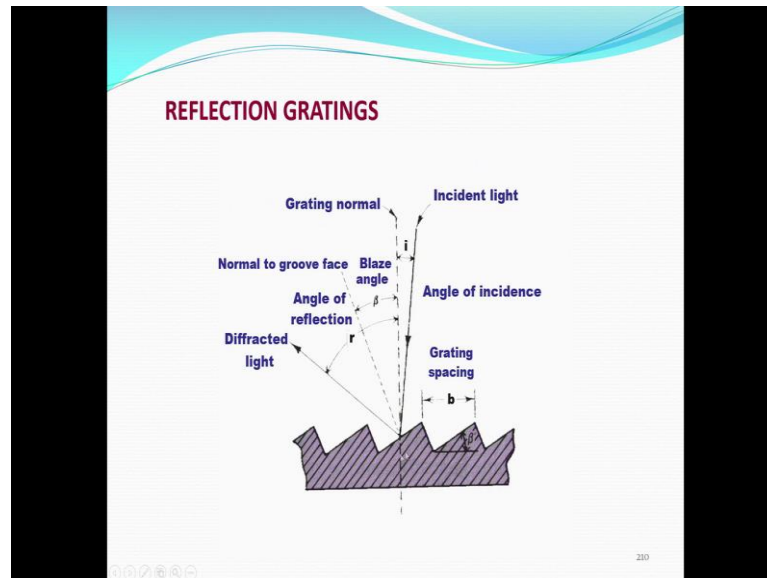 REFLECTION GRATINGS
Grating normal
Incident light
i
Normal to groove face
Blaze
angle
β
Angle of incidence
Angle of
reflection
r
Diffracted
light
Grating
spacing
b
β
210